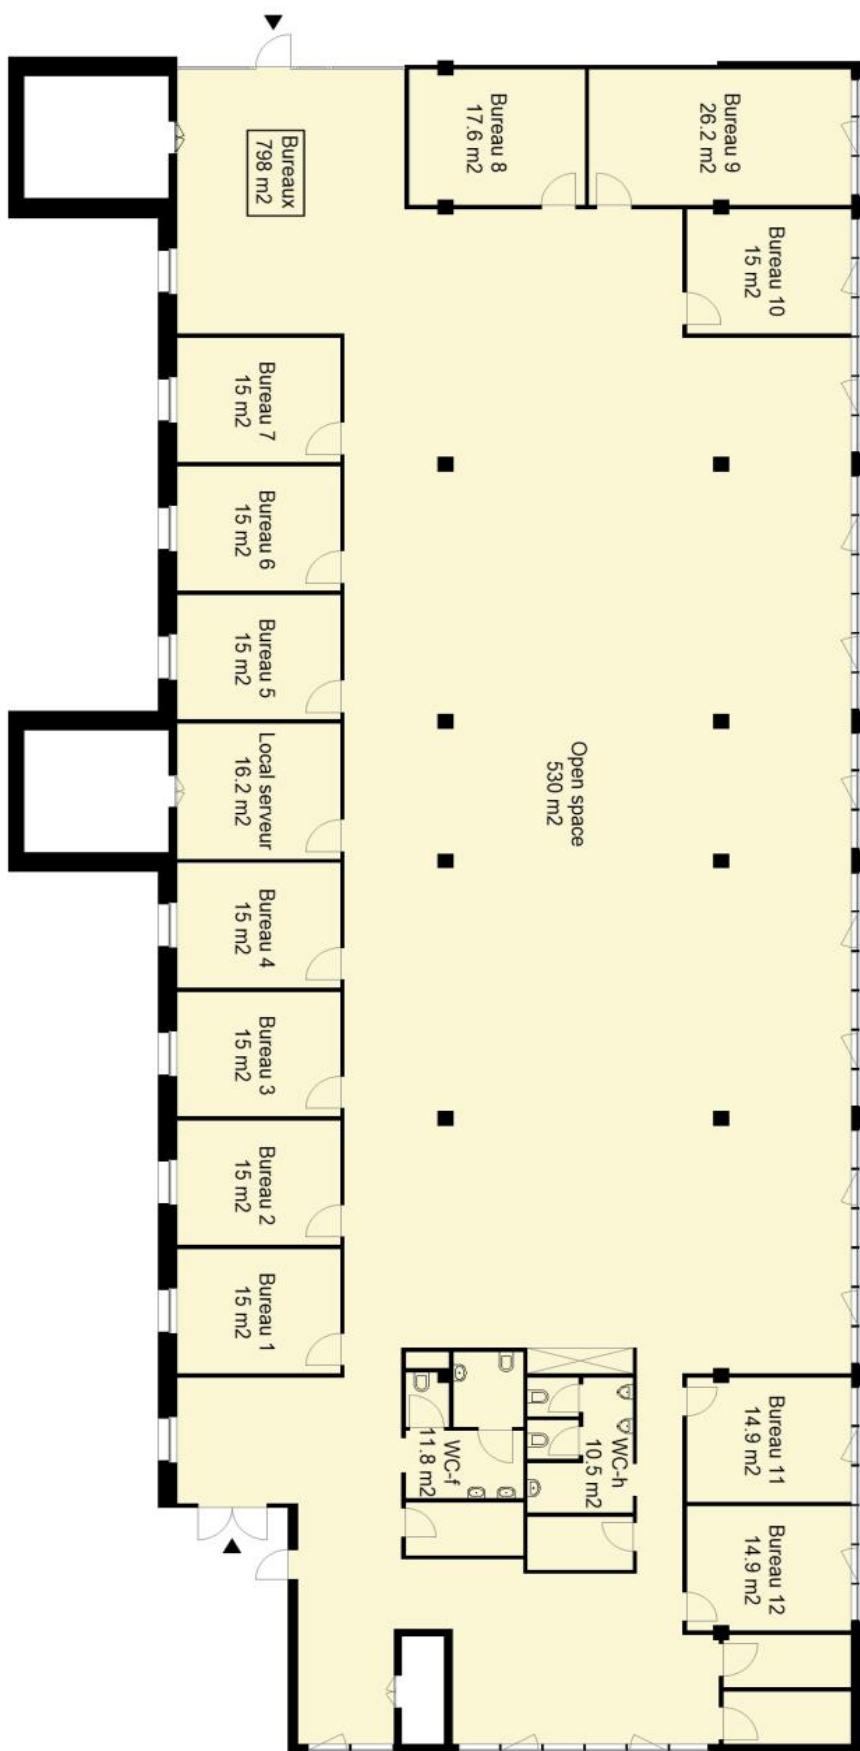 Bureaux
798 m2
Bureau 8
17.6 m2
Bureau 9
26.2 m2
Bureau 10
15 m2
Bureau 7
15 m2
Bureau 6
15 m2
Bureau 5
15 m2
Local serveur
16.2 m2
Open space
530 m2
Bureau 4
15 m2
Bureau 3
15 m2
Bureau 2
15 m2
Bureau 1
15 m2
WC-f
11.8 m2
WC-h
10.5 m2
Bureau 11
14.9 m2
Bureau 12
14.9 m2